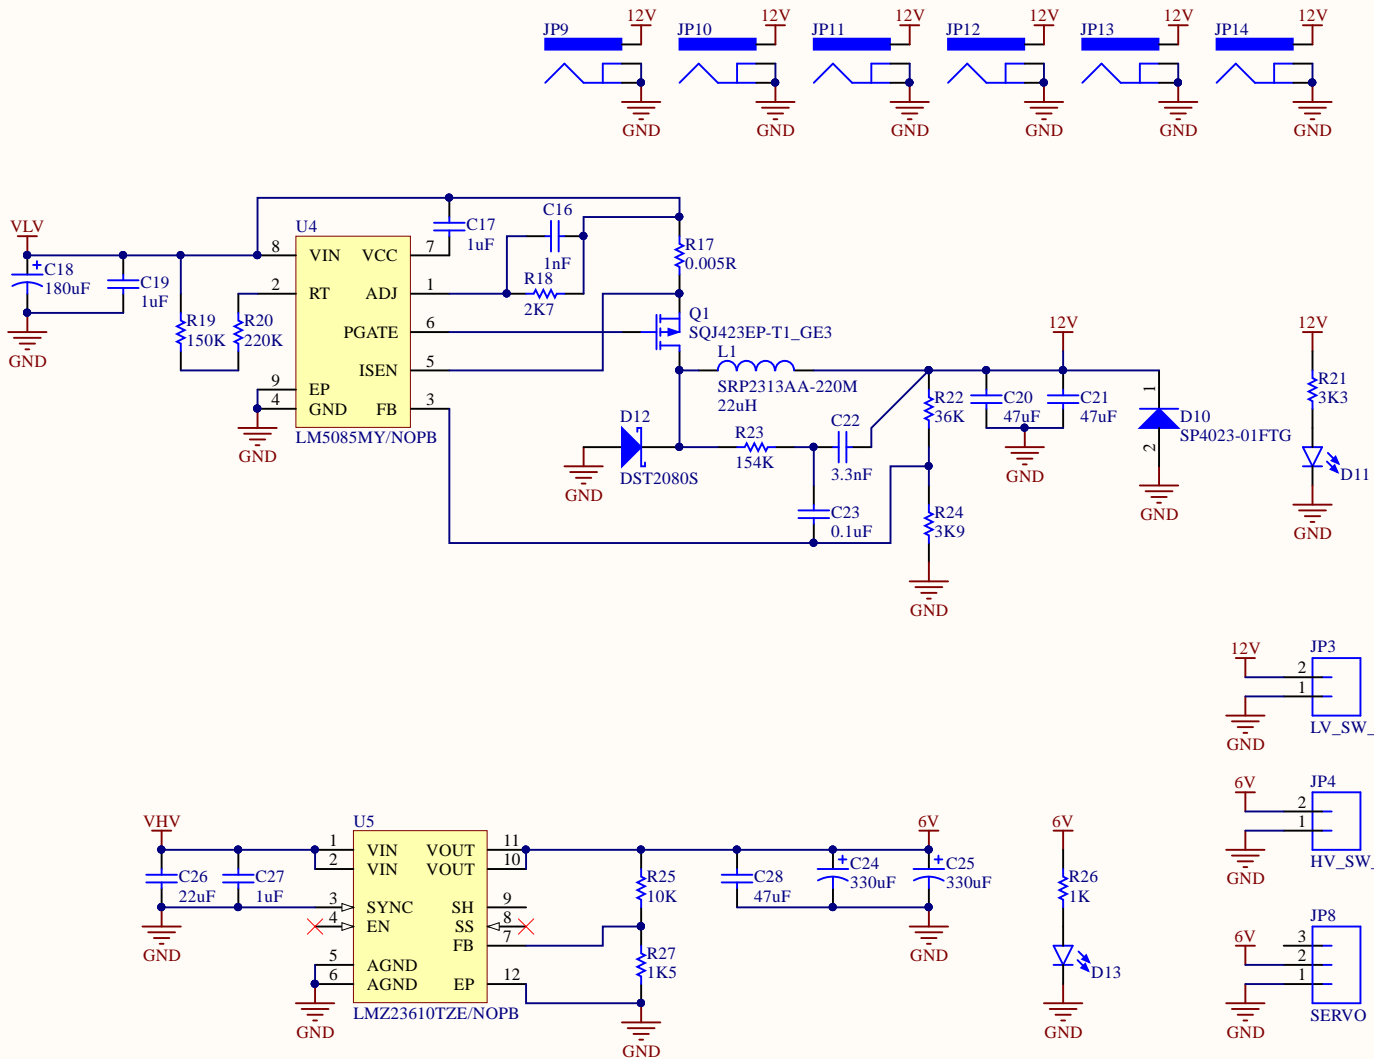 JP9 12V JP10 12V JP11 12V JP12 12V JP13 12V JP14 12V
GND GND GND GND GND GND
VLV
U4
C16
1nF
C17
1uF
R17
0.005R
8 VIN VCC 7
2 RT ADJ 1
PGATE 6
ISEN 5
9 EP
4 GND FB 3
LM5085MY/NOPB
C18
180uF
C19
1uF
GND
R19
150K
R20
220K
GND
R18
2K7
Q1
SQJ423EP-T1_GE3
L1
SRP2313AA-220M
22uH
D12
DST2080S
GND
R23
154K
C22
3.3nF
C23
0.1uF
R22
36K
R24
3K9
GND
12V
C20
47uF
C21
47uF
GND
1
2
D10
SP4023-01FTG
GND
12V
R21
3K3
D11
GND
12V
JP3
2
1
GND
LV_SW_
6V
JP4
2
1
GND
HV_SW_
6V
JP8
3
2
1
GND
SERVO
VHV
U5
1 VIN VOUT 11
2 VIN VOUT 10
3 SYNC SH 9
4 EN SS 8
FB 7
5 AGND
6 AGND EP 12
LMZ23610TZE/NOPB
C26
22uF
C27
1uF
GND
GND
R25
10K
R27
1K5
GND
C28
47uF
C24
330uF
6V
C25
330uF
GND
6V
R26
1K
D13
GND